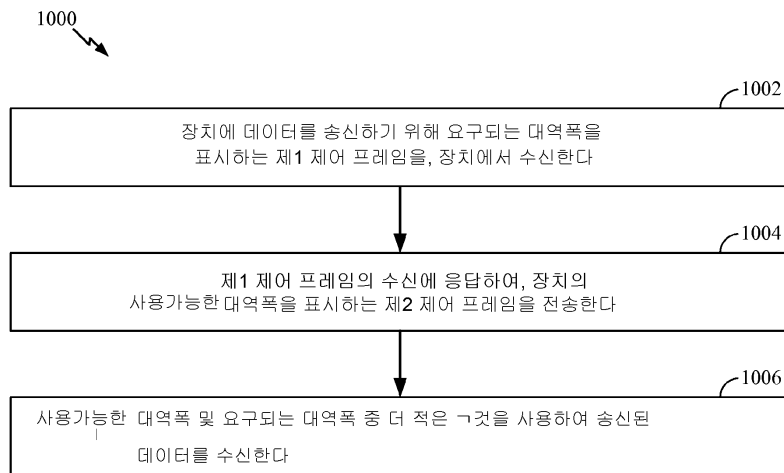 1000
1002
장치에 데이터를 송신하기 위해 요구되는 대역폭을
표시하는 제1 제어 프레임을, 장치에서 수신한다
1004
제1 제어 프레임의 수신에 응답하여, 장치의
사용가능한 대역폭을 표시하는 제2 제어 프레임을 전송한다
1006
사용가능한 대역폭 및 요구되는 대역폭 중 더 적은 ㄱ것을 사용하여 송신된
데이터를 수신한다